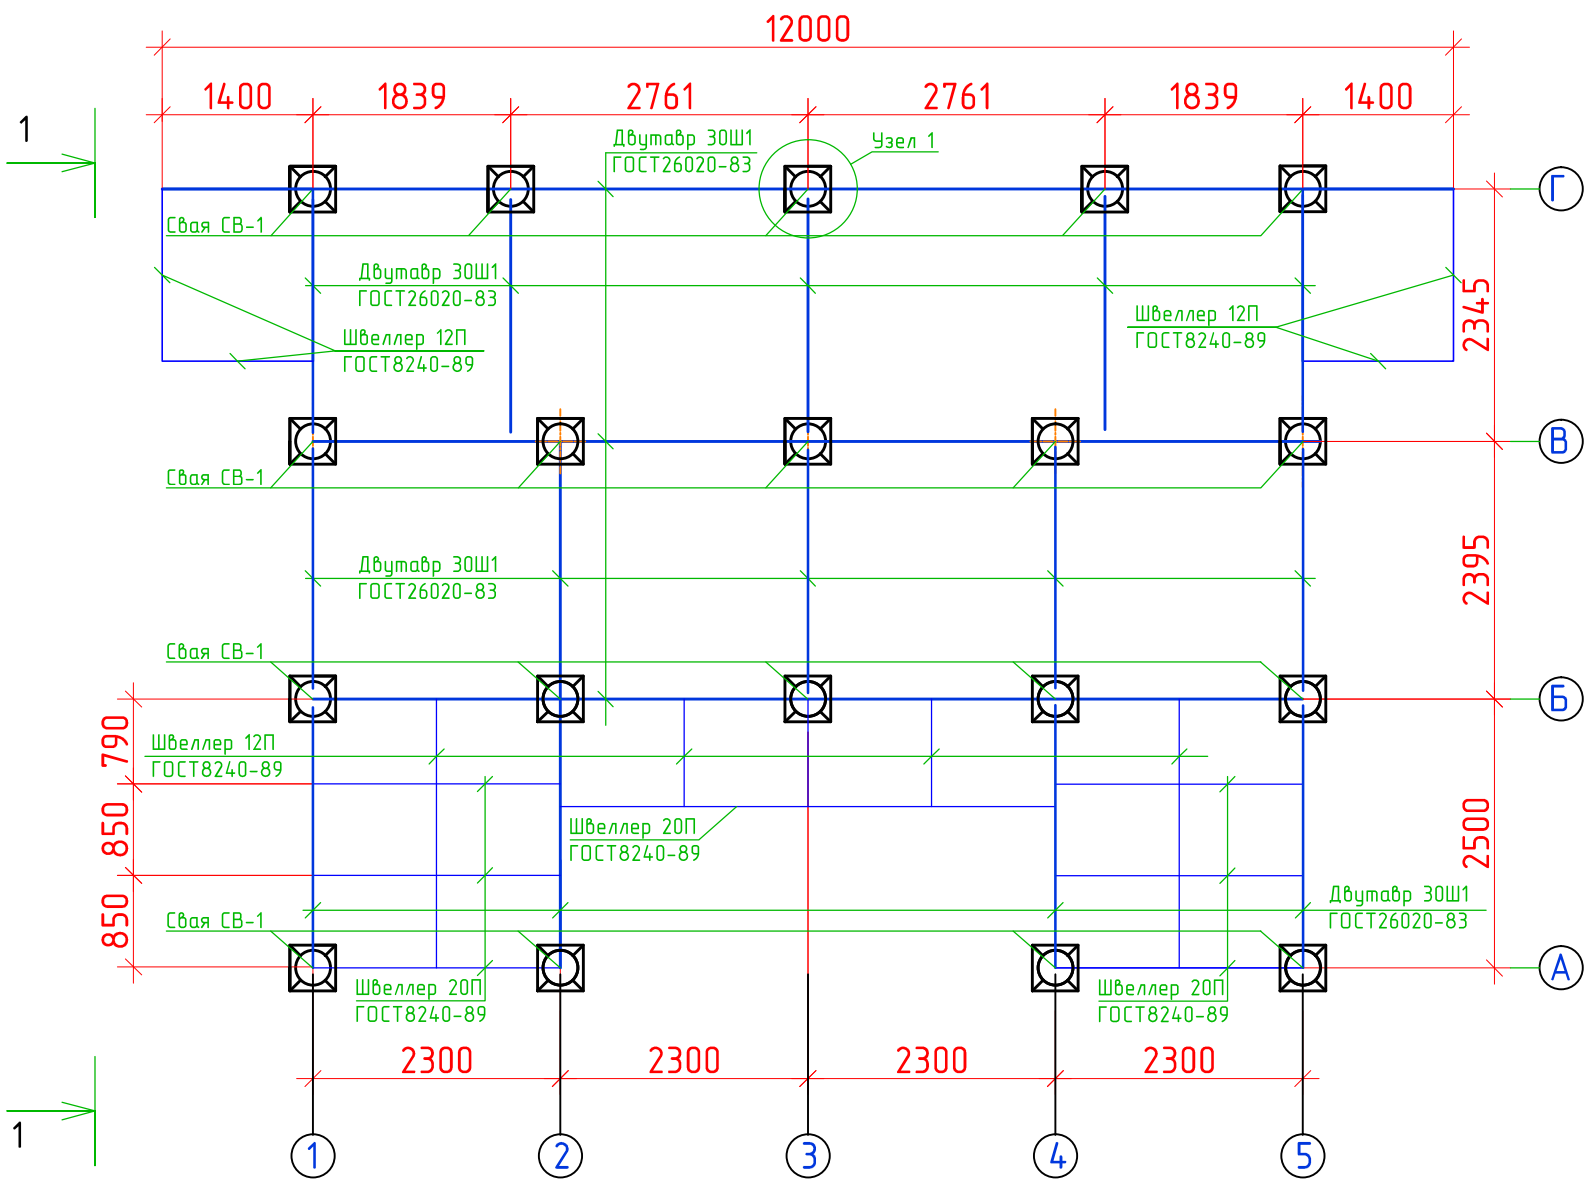 12000
1400 1839 2761 2761 1839 1400
1
Двутавр 30Ш1
ГОСТ26020-83
Узел 1
Г
Свая СВ-1
Двутавр 30Ш1
ГОСТ26020-83
Швеллер 12П
ГОСТ8240-89
Швеллер 12П
ГОСТ8240-89
2345
В
Свая СВ-1
Двутавр 30Ш1
ГОСТ26020-83
2395
Свая СВ-1
Б
790
Швеллер 12П
ГОСТ8240-89
850
Швеллер 20П
ГОСТ8240-89
2500
850
Свая СВ-1
Двутавр 30Ш1
ГОСТ26020-83
А
Швеллер 20П
ГОСТ8240-89
Швеллер 20П
ГОСТ8240-89
2300 2300 2300 2300
1
1 2 3 4 5